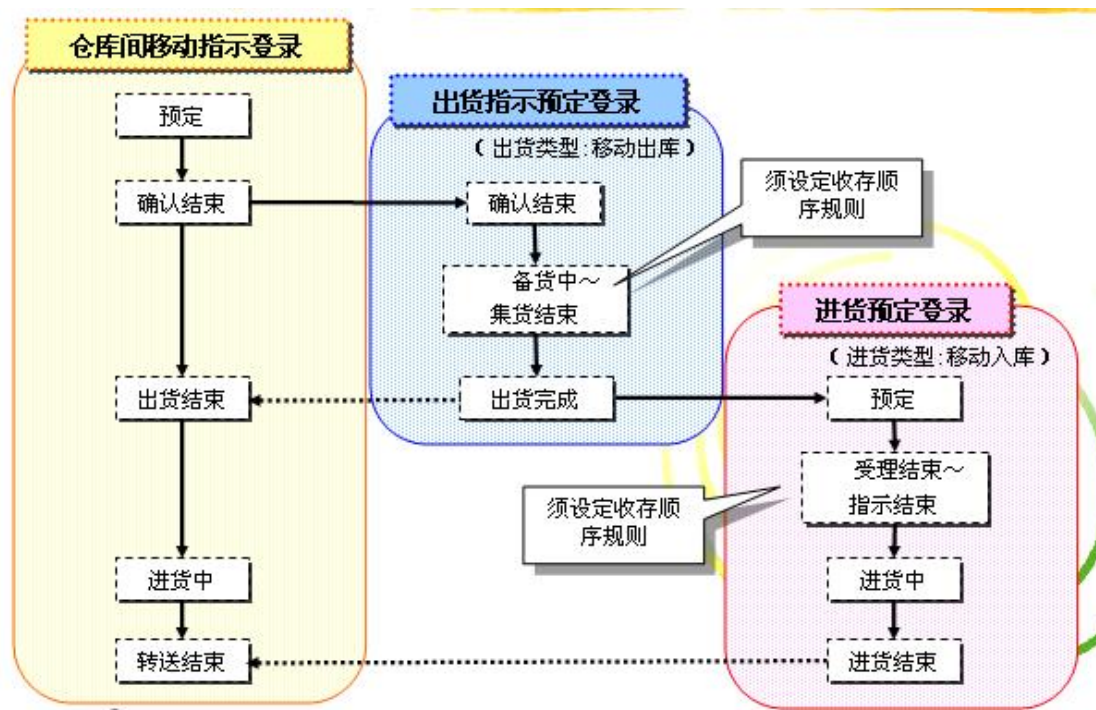 仓库间移动指示登录
预定
确认结束
出货结束
进货中
转送结束
出货指示预定登录
（出货类型:移动出库）
确认结束
备货中～
集货结束
出货完成
须设定收存顺
序规则
进货预定登录
（进货类型:移动入库）
预定
受理结束～
指示结束
进货中
进货结束
须设定收存顺
序规则